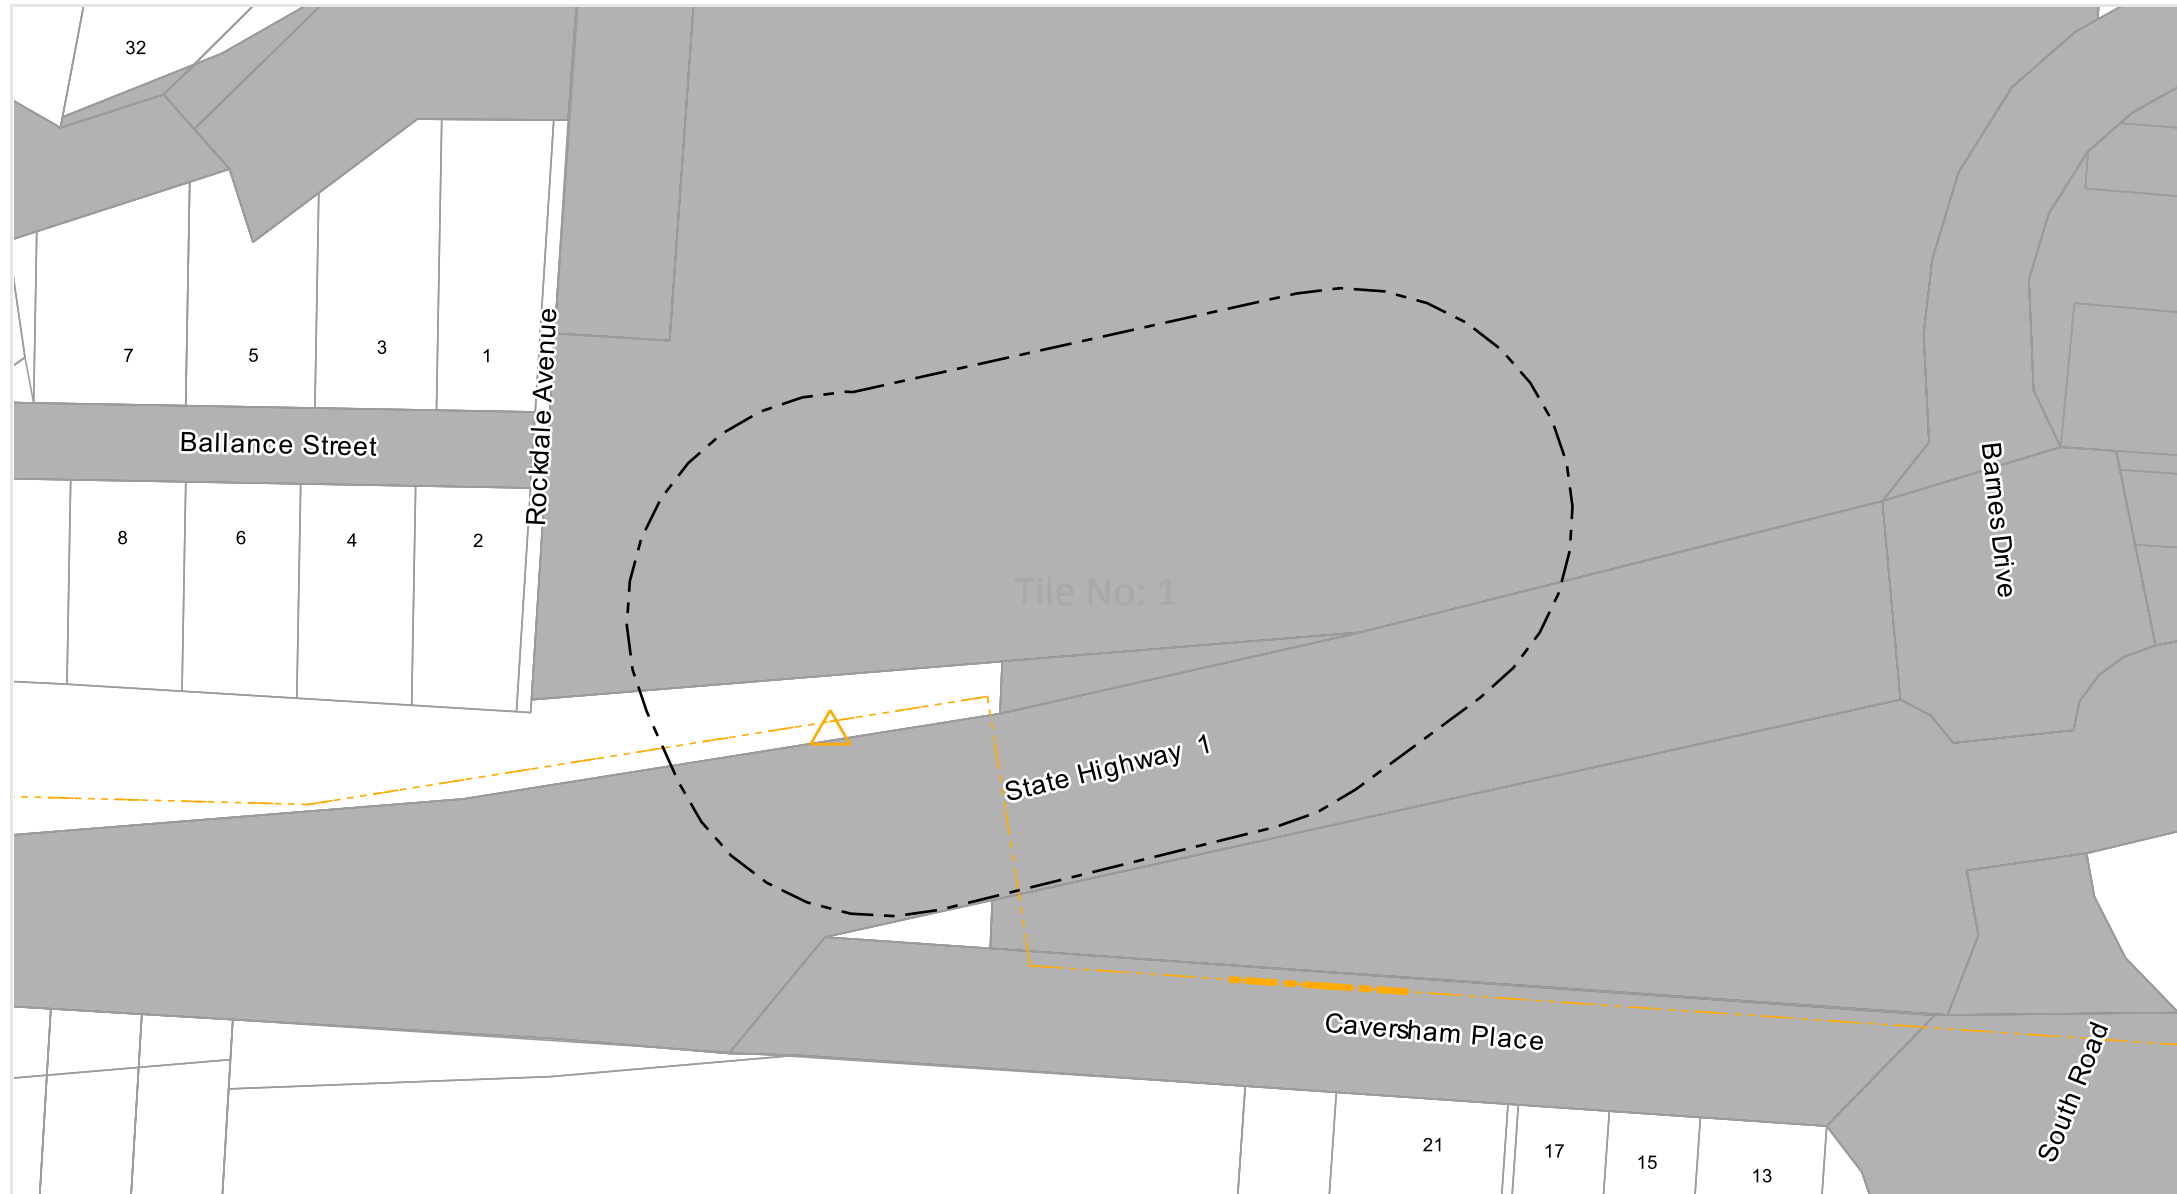 32
7
5
3
1
Rockdale Avenue
Ballance Street
8
6
4
2
Barnes Drive
Tile No: 1
State Highway 1
Caversham Place
South Road
21
17
15
13